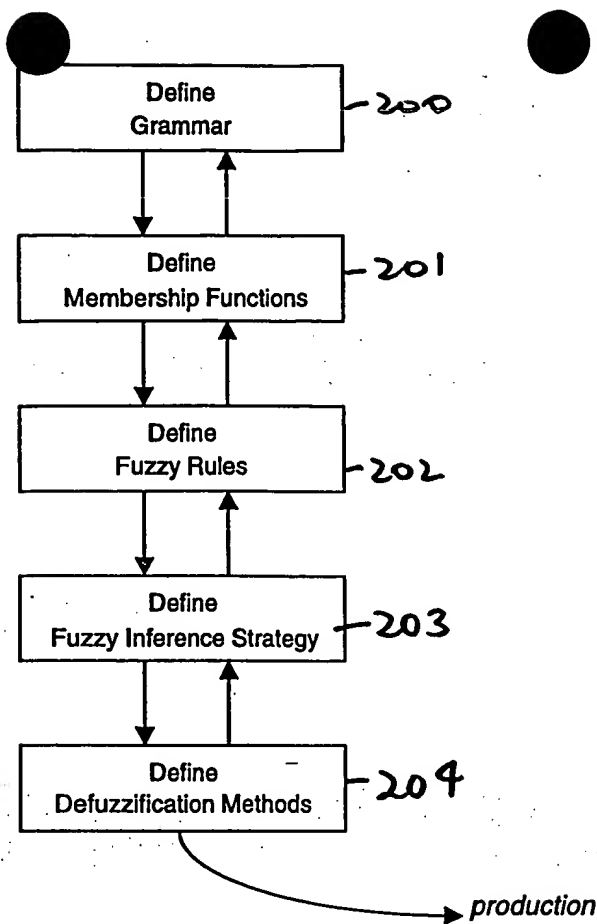 Define
Grammar
200
Define
Membership Functions
201
Define
Fuzzy Rules
202
Define
Fuzzy Inference Strategy
203
Define
Defuzzification Methods
204
production